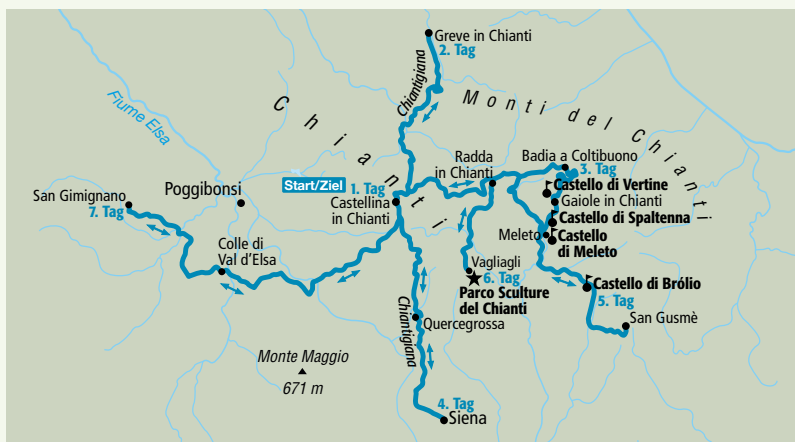 Greve in Chianti
2. Tag
Chiantigiana
Fiume Elsa
Chianti
Monti del Chianti
Badia a Coltibuono
3. Tag
Radda
in Chianti
Castello di Vertine
Gaiole in Chianti
Castello di Spaltenna
Meleto
Castello
di Meleto
Start/Ziel
1. Tag
Castellina
in Chianti
Poggibonsi
San Gimignano
7. Tag
Colle di
Val d'Elsa
Vagliagli
6. Tag
Parco Sculture
del Chianti
Castello di Brólio
5. Tag
San Gusmè
Chiantigiana
Quercegrossa
Monte Maggio
671 m
4. Tag
Siena